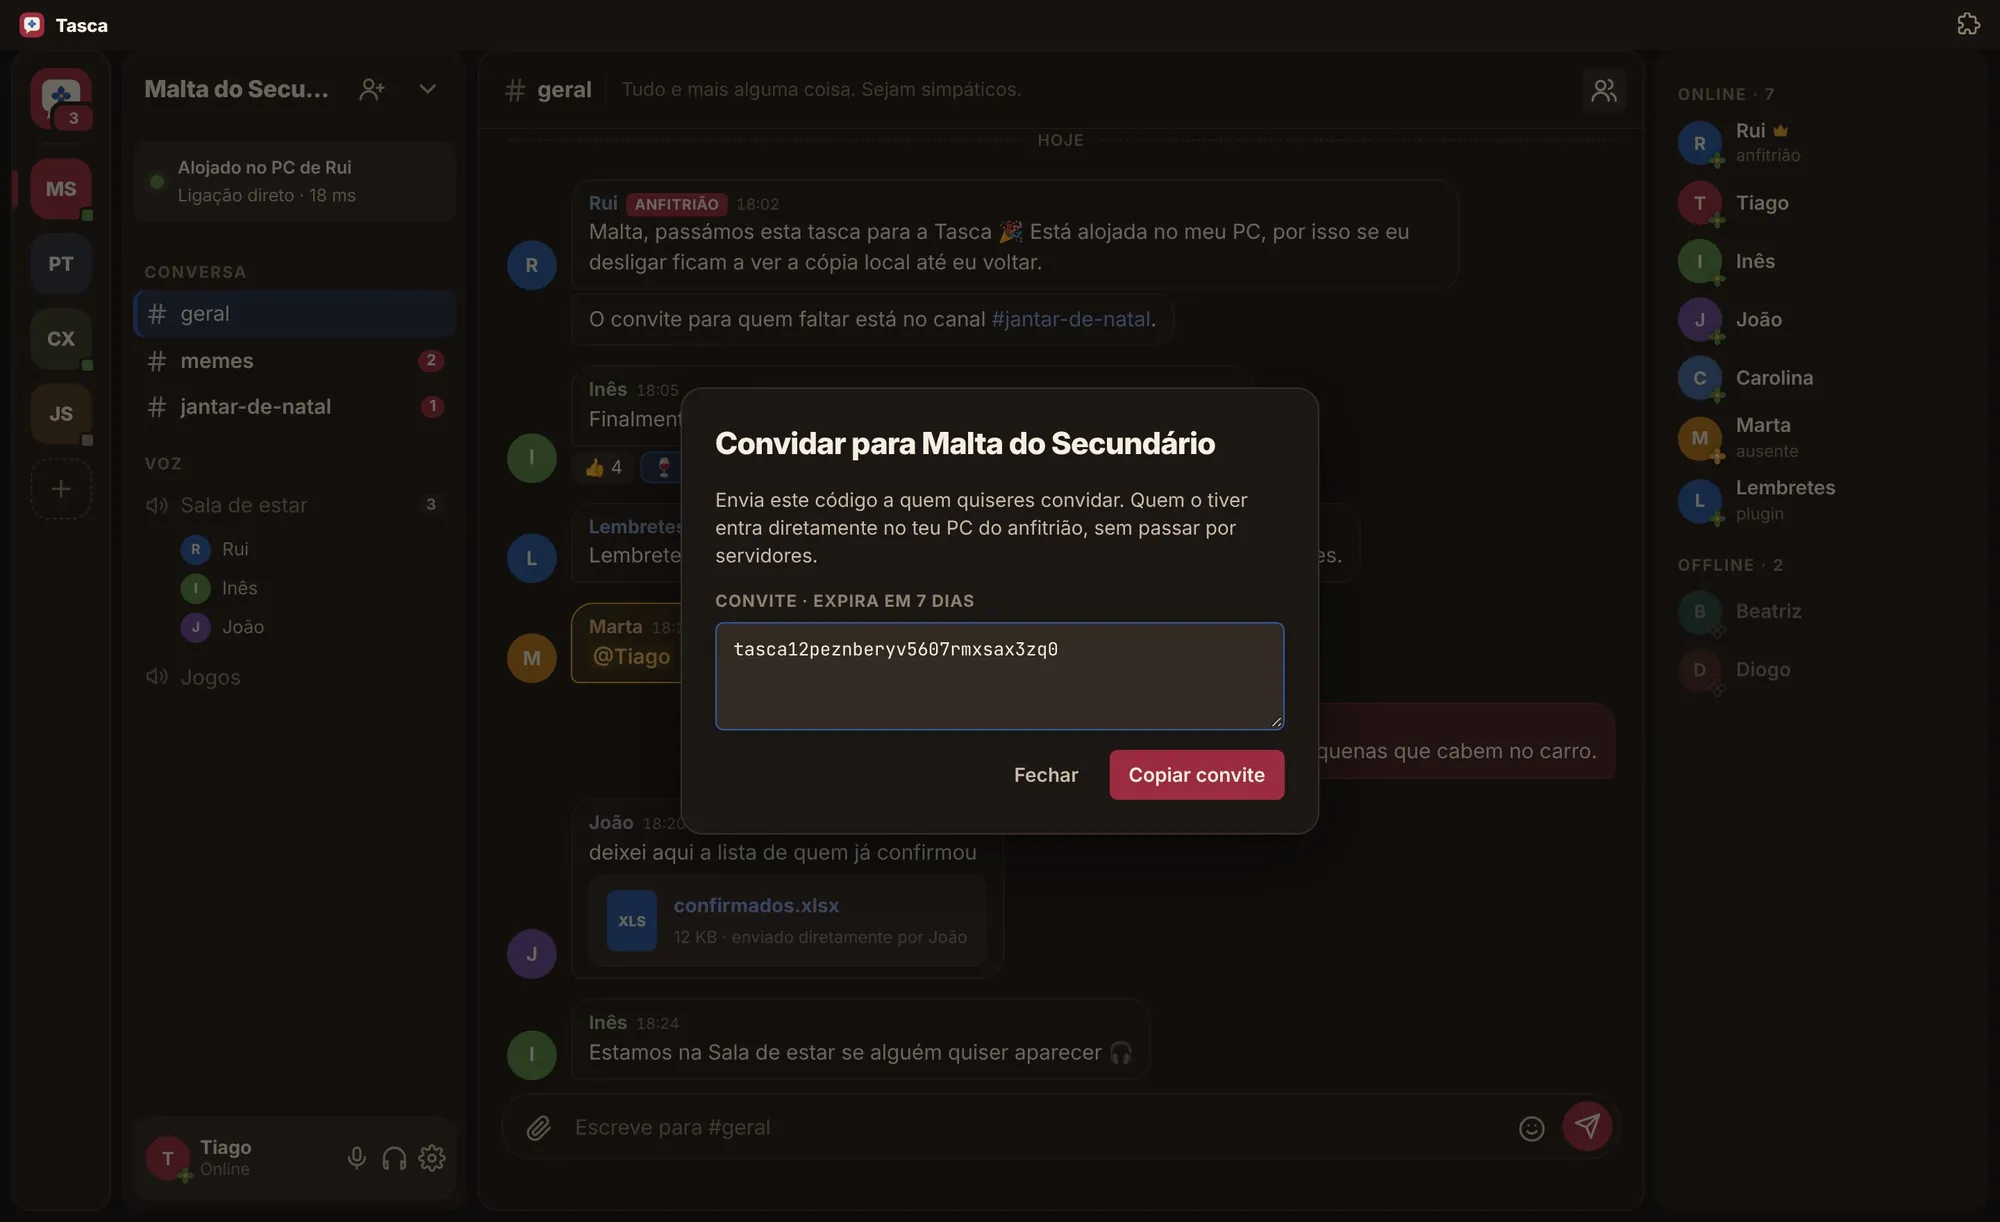 Tasca
3
MS
PT
CX
JS
Malta do Secu...
Alojado no PC de Rui
Ligação direto · 18 ms
CONVERSA
# geral
# memes
2
# jantar-de-natal
1
VOZ
Sala de estar
3
R
Rui
I
Inês
J
João
Jogos
T
Tiago
Online
# geral
Tudo e mais alguma coisa. Sejam simpáticos.
HOJE
R
Rui ANFITRIÃO 18:02
Malta, passámos esta tasca para a Tasca 🎉 Está alojada no meu PC, por isso se eu
desligar ficam a ver a cópia local até eu voltar.
O convite para quem faltar está no canal #jantar-de-natal.
I
Inês 18:05
Finalment
👍 4
🍷
L
Lembretes
Lembrete
es.
M
Marta 18:
@Tiago
quenas que cabem no carro.
Convidar para Malta do Secundário
Envia este código a quem quiseres convidar. Quem o tiver
entra diretamente no teu PC do anfitrião, sem passar por
servidores.
CONVITE · EXPIRA EM 7 DIAS
tasca12peznberyv5607rmxsax3zq0
Fechar
Copiar convite
J
João 18:20
deixei aqui a lista de quem já confirmou
XLS
confirmados.xlsx
12 KB · enviado diretamente por João
I
Inês 18:24
Estamos na Sala de estar se alguém quiser aparecer 🎧
Escreve para #geral
ONLINE · 7
R
Rui
anfitrião
T
Tiago
I
Inês
J
João
C
Carolina
M
Marta
ausente
L
Lembretes
plugin
OFFLINE · 2
B
Beatriz
D
Diogo